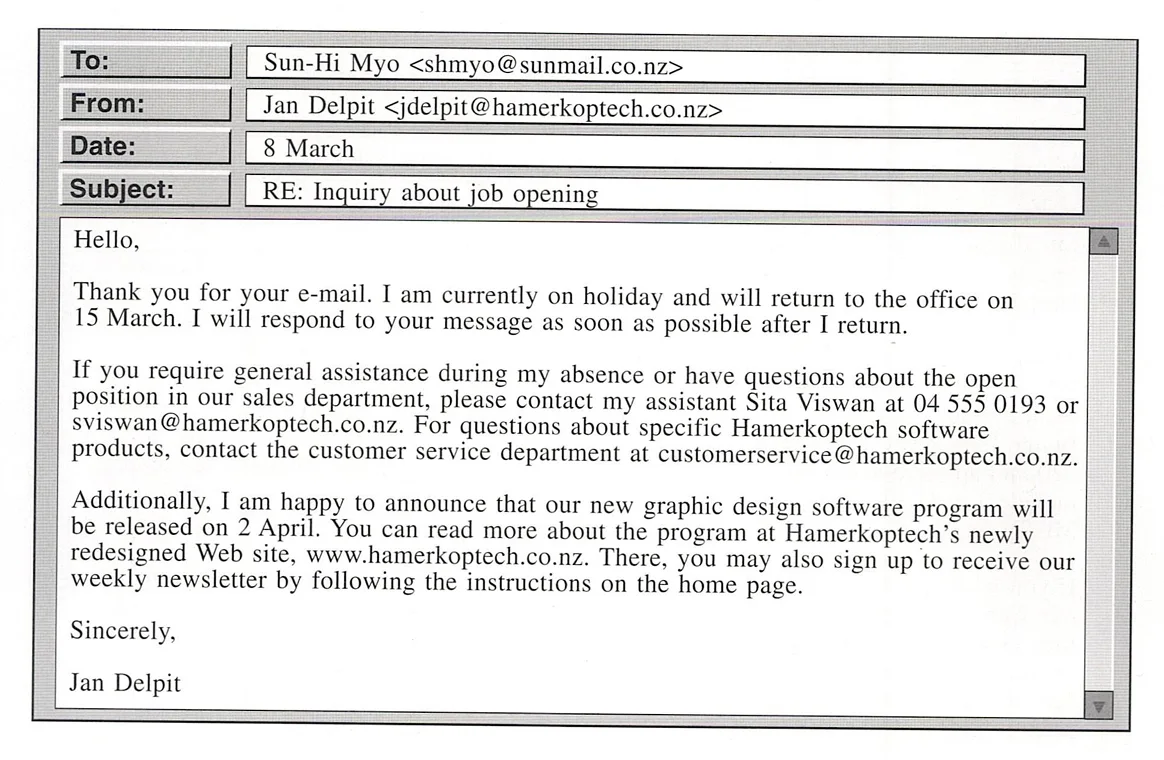 To: Sun-Hi Myo <shmyo@sunmail.co.nz>
From: Jan Delpit <jdelpit@hamerkoptech.co.nz>
Date: 8 March
Subject: RE: Inquiry about job opening
Hello,
Thank you for your e-mail. I am currently on holiday and will return to the office on
15 March. I will respond to your message as soon as possible after I return.
If you require general assistance during my absence or have questions about the open
position in our sales department, please contact my assistant Sita Viswan at 04 555 0193 or
sviswan@hamerkoptech.co.nz. For questions about specific Hamerkoptech software
products, contact the customer service department at customerservice@hamerkoptech.co.nz.
Additionally, I am happy to announce that our new graphic design software program will
be released on 2 April. You can read more about the program at Hamerkoptech's newly
redesigned Web site, www.hamerkoptech.co.nz. There, you may also sign up to receive our
weekly newsletter by following the instructions on the home page.
Sincerely,
Jan Delpit